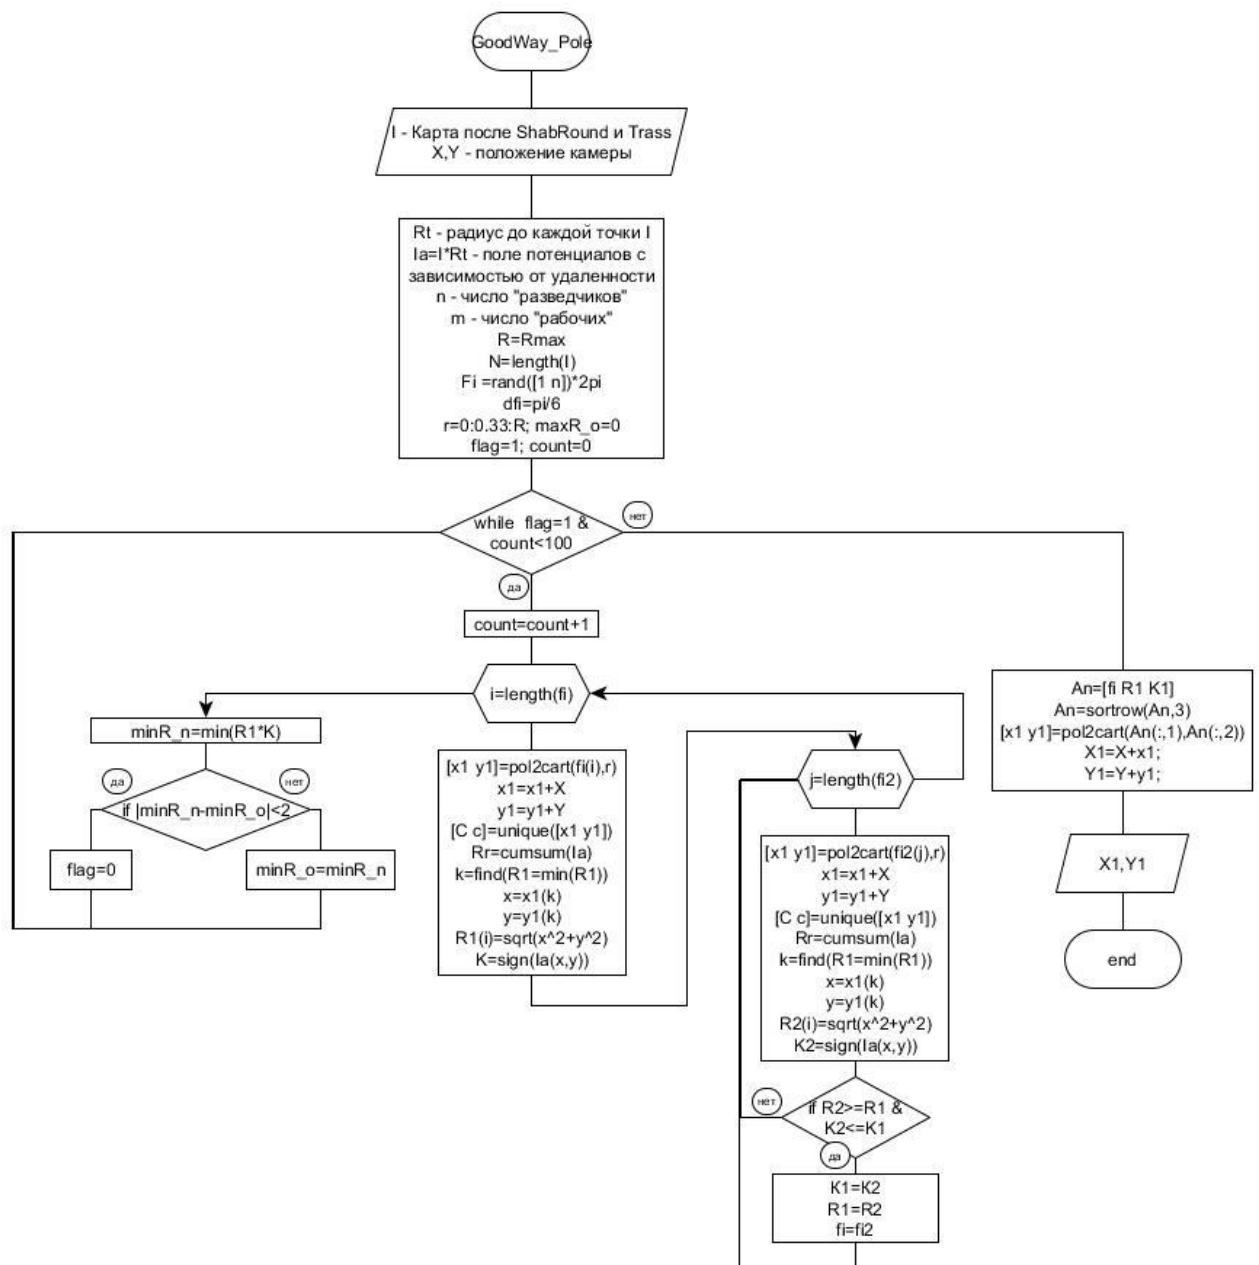 GoodWay_Pole
I - Карта после ShabRound и Trass
X,Y - положение камеры
Rt - радиус до каждой точки I
Ia=I*Rt - поле потенциалов с
зависимостью от удаленности
n - число "разведчиков"
m - число "рабочих"
R=Rmax
N=length(I)
Fi =rand([1 n])*2pi
dfi=pi/6
r=0:0.33:R; maxR_o=0
flag=1; count=0
while flag=1 &
count<100
нет
да
count=count+1
i=length(fi)
minR_n=min(R1*K)
да
нет
if |minR_n-minR_o|<2
flag=0
minR_o=minR_n
[x1 y1]=pol2cart(fi(i),r)
x1=x1+X
y1=y1+Y
[C c]=unique([x1 y1])
Rr=cumsum(Ia)
k=find(R1=min(R1))
x=x1(k)
y=y1(k)
R1(i)=sqrt(x^2+y^2)
K=sign(Ia(x,y))
j=length(fi2)
[x1 y1]=pol2cart(fi2(j),r)
x1=x1+X
y1=y1+Y
[C c]=unique([x1 y1])
Rr=cumsum(Ia)
k=find(R1=min(R1))
x=x1(k)
y=y1(k)
R2(i)=sqrt(x^2+y^2)
K2=sign(Ia(x,y))
нет
if R2>=R1 &
K2<=K1
да
K1=K2
R1=R2
fi=fi2
An=[fi R1 K1]
An=sortrow(An,3)
[x1 y1]=pol2cart(An(:,1),An(:,2))
X1=X+x1;
Y1=Y+y1;
X1,Y1
end